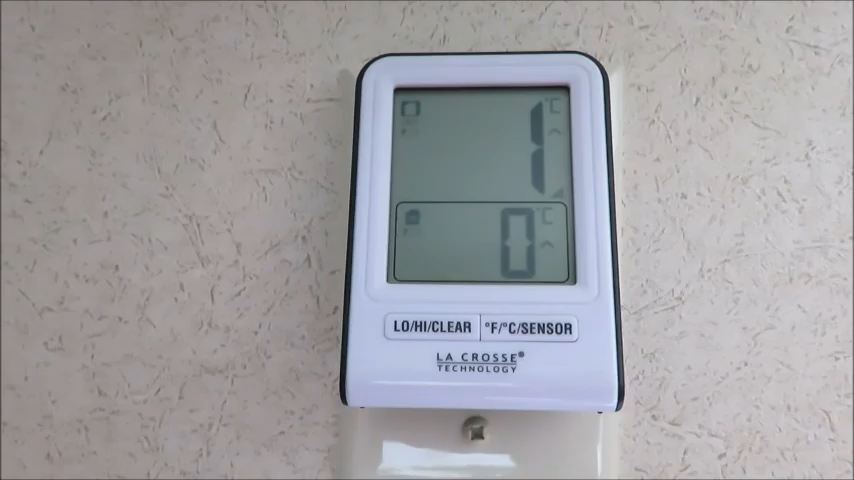 1 °C
0 °C
LO/HI/CLEAR °F/°C/SENSOR
LA CROSSE®
TECHNOLOGY